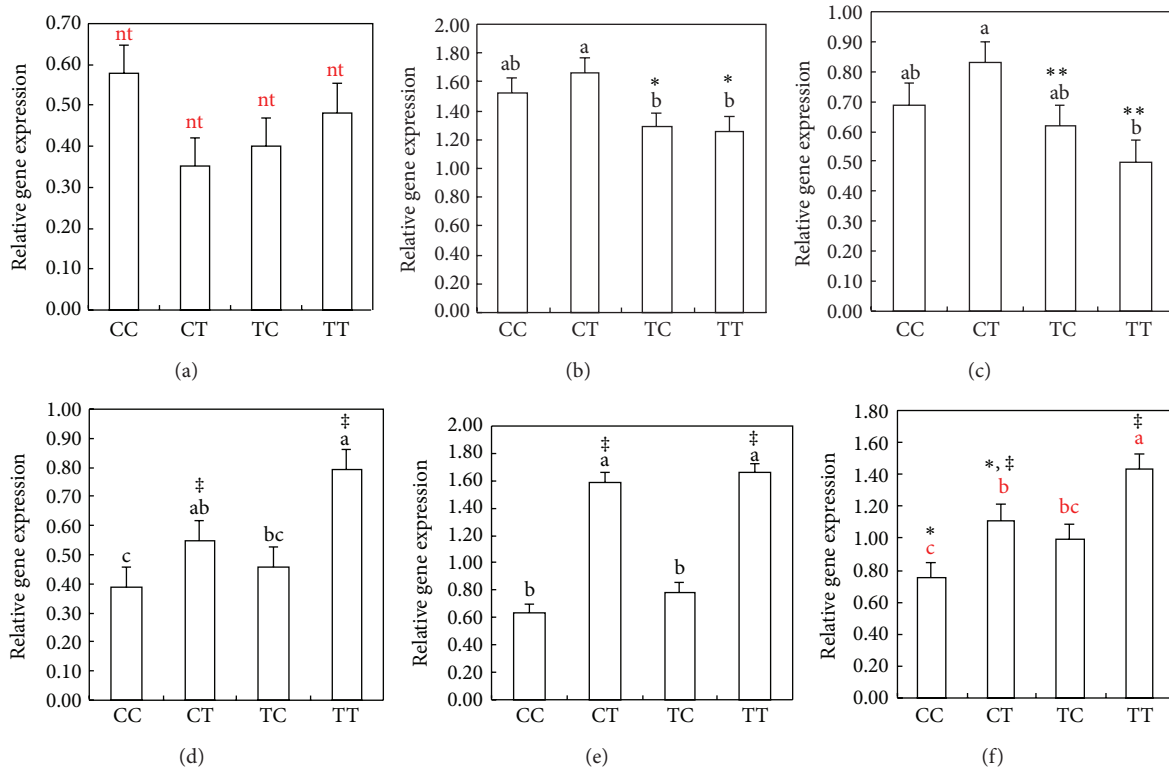 Relative gene expression
0.70
0.60
0.50
0.40
0.30
0.20
0.10
0.00
nt
nt
nt
nt
CC CT TC TT
(a)
Relative gene expression
2.00
1.80
1.60
1.40
1.20
1.00
0.80
0.60
0.40
0.20
0.00
ab
a
*
b
*
b
CC CT TC TT
(b)
Relative gene expression
1.00
0.90
0.80
0.70
0.60
0.50
0.40
0.30
0.20
0.10
0.00
ab
a
**
ab
**
b
CC CT TC TT
(c)
Relative gene expression
1.00
0.90
0.80
0.70
0.60
0.50
0.40
0.30
0.20
0.10
0.00
c
‡
ab
bc
‡
a
CC CT TC TT
(d)
Relative gene expression
2.00
1.80
1.60
1.40
1.20
1.00
0.80
0.60
0.40
0.20
0.00
b
‡
a
b
‡
a
CC CT TC TT
(e)
Relative gene expression
1.80
1.60
1.40
1.20
1.00
0.80
0.60
0.40
0.20
0.00
*
c
*, ‡
b
bc
‡
a
CC CT TC TT
(f)